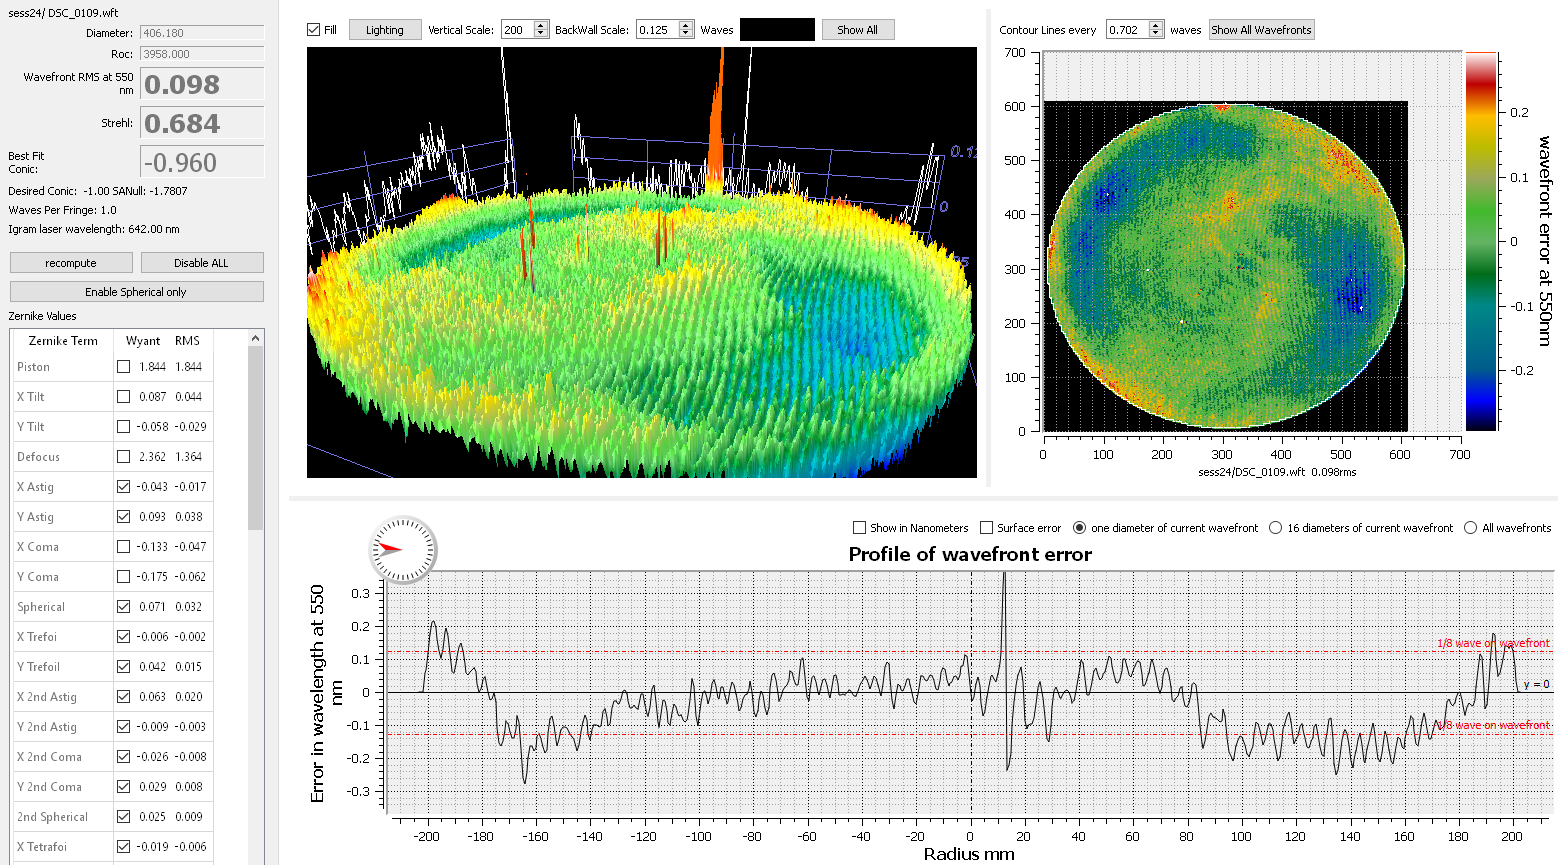 sess24/ DSC_0109.wft
Diameter: 406.180
Roc: 3958.000
Wavefront RMS at 550 nm 0.098
Strehl: 0.684
Best Fit Conic: -0.960
Desired Conic: -1.00 SANull: -1.7807
Waves Per Fringe: 1.0
Igram laser wavelength: 642.00 nm
recompute Disable ALL
Enable Spherical only
Zernike Values
Zernike Term Wyant RMS
Piston 1.844 1.844
X Tilt 0.087 0.044
Y Tilt -0.058 -0.029
Defocus 2.362 1.364
X Astig -0.043 -0.017
Y Astig 0.093 0.038
X Coma -0.133 -0.047
Y Coma -0.175 -0.062
Spherical 0.071 0.032
X Trefoi -0.006 -0.002
Y Trefoil 0.042 0.015
X 2nd Astig 0.063 0.020
Y 2nd Astig -0.009 -0.003
X 2nd Coma -0.026 -0.008
Y 2nd Coma 0.029 0.008
2nd Spherical 0.025 0.009
X Tetrafoi -0.019 -0.006
Fill Lighting Vertical Scale: 200 BackWall Scale: 0.125 Waves Show All
0
Contour Lines every 0.702 waves Show All Wavefronts
700
600
500
400
300
200
100
0
0 100 200 300 400 500 600 700
sess24/DSC_0109.wft 0.098rms
0.2
0.1
0
-0.1
-0.2
wavefront error at 550nm
Show in Nanometers Surface error one diameter of current wavefront 16 diameters of current wavefront All wavefronts
Profile of wavefront error
Error in wavelength at 550 nm
0.3
0.2
0.1
0
-0.1
-0.2
-0.3
1/8 wave on wavefront
y = 0
1/8 wave on wavefront
-200 -180 -160 -140 -120 -100 -80 -60 -40 -20 0 20 40 60 80 100 120 140 160 180 200
Radius mm